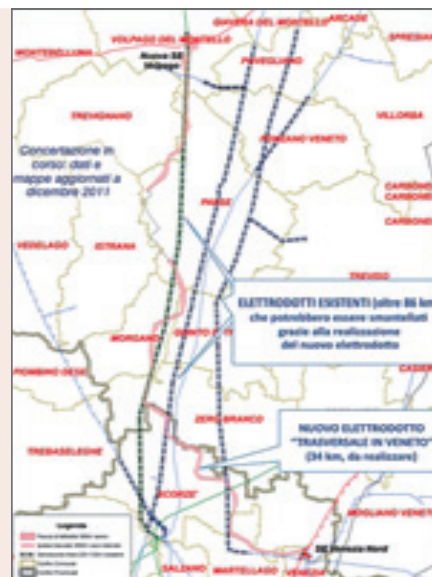 GIAVERA DEL MONTELLO
ARCADE
SPRESIANO
VOLPAGO DEL MONTELLO
MONTEBELLUNA
Nuova SE
Volpago
POVEGLIANO
TREVIGNANO
VILLORBA
PONZANO VENETO
Concertazione in
corso: dati e
mappe aggiornati a
dicembre 2011
PAESE
VEDELAGO
ISTRANA
TREVISO
ELETTRODOTTI ESISTENTI (oltre 86 km)
che potrebbero essere smantellati
grazie alla realizzazione
del nuovo elettrodotto
MORGANO
QUINTO DI T
PIOMBINO DESE
CASIER
ZERO BRANCO
TREBASELEGHE
NUOVO ELETTRODOTTO
"TRASVERSALE IN VENETO"
(34 km, da realizzare)
SCORZE'
MOGLIANO VENETO
Legenda
SE Venezia Nord
SALZANO
MARTELLAGO
VENEZIA